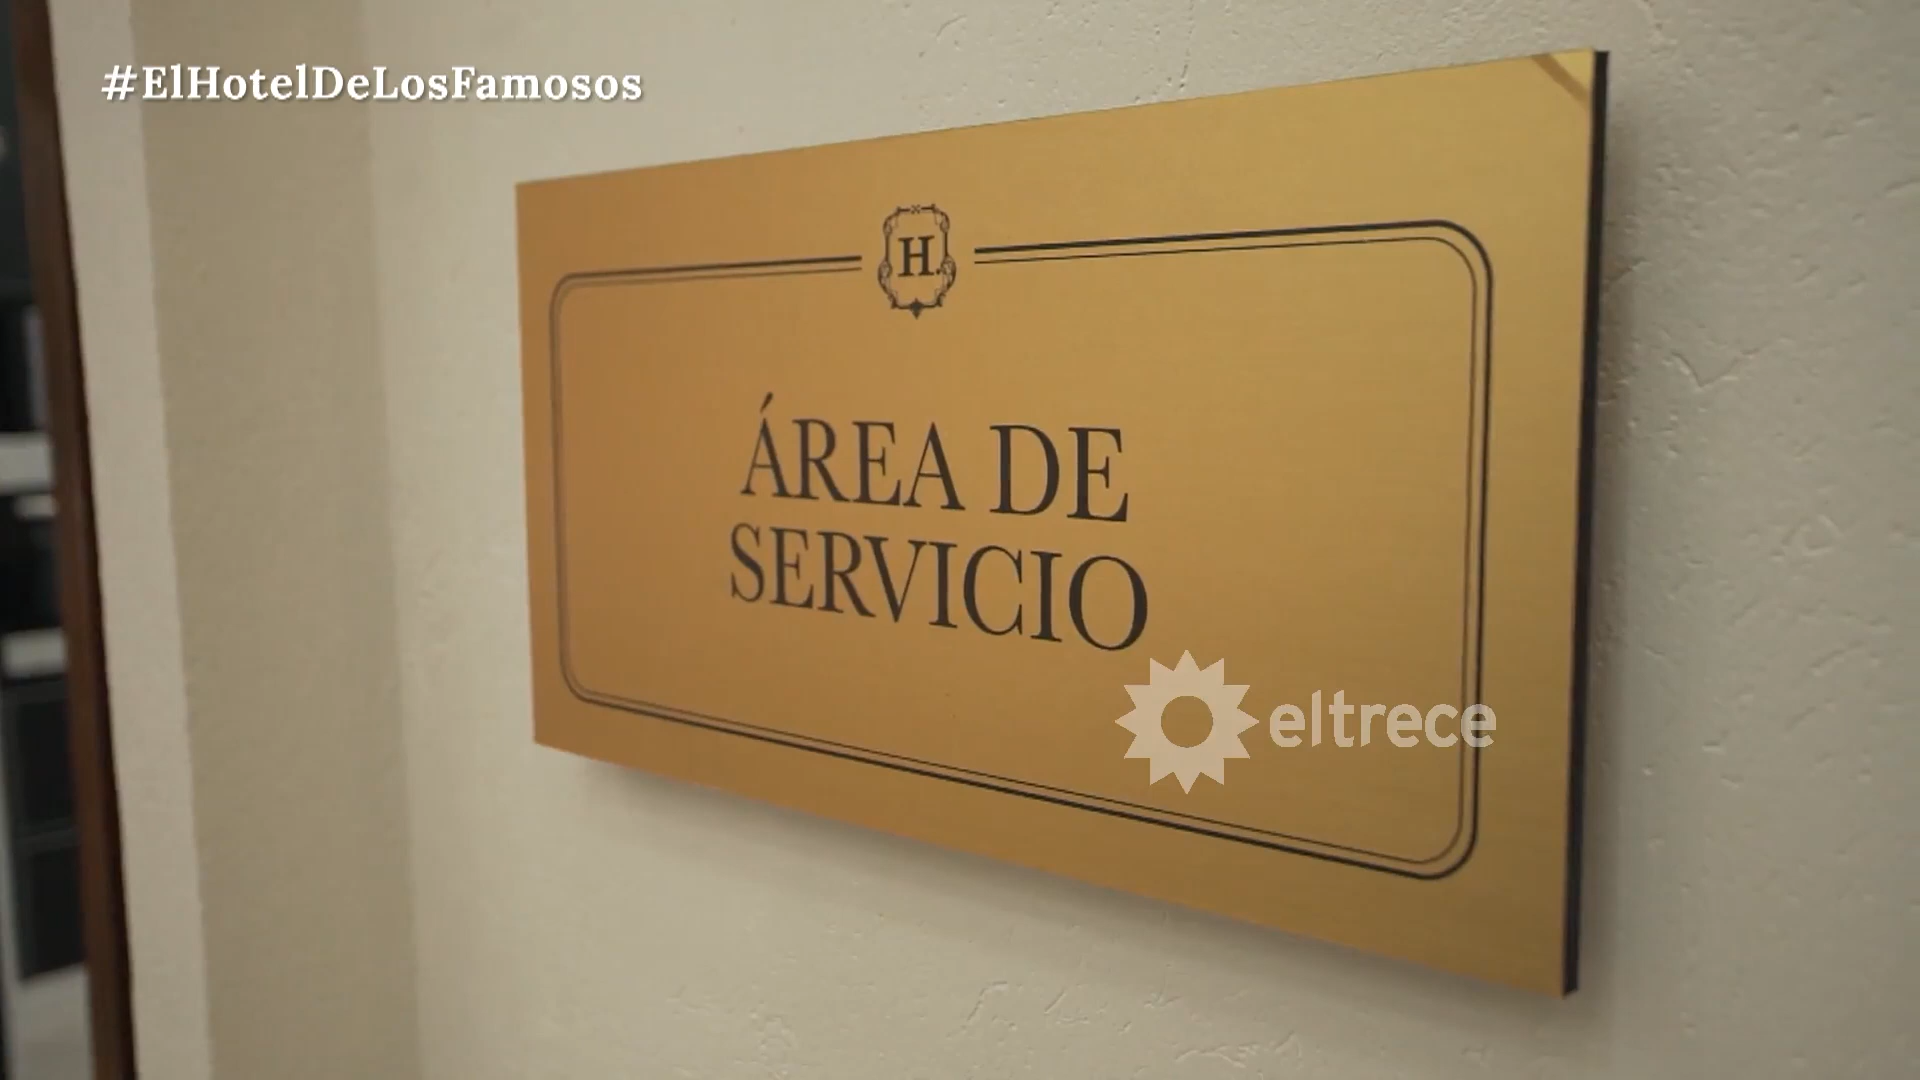 #ElHotelDeLosFamosos
H.
ÁREA DE
SERVICIO
eltrece